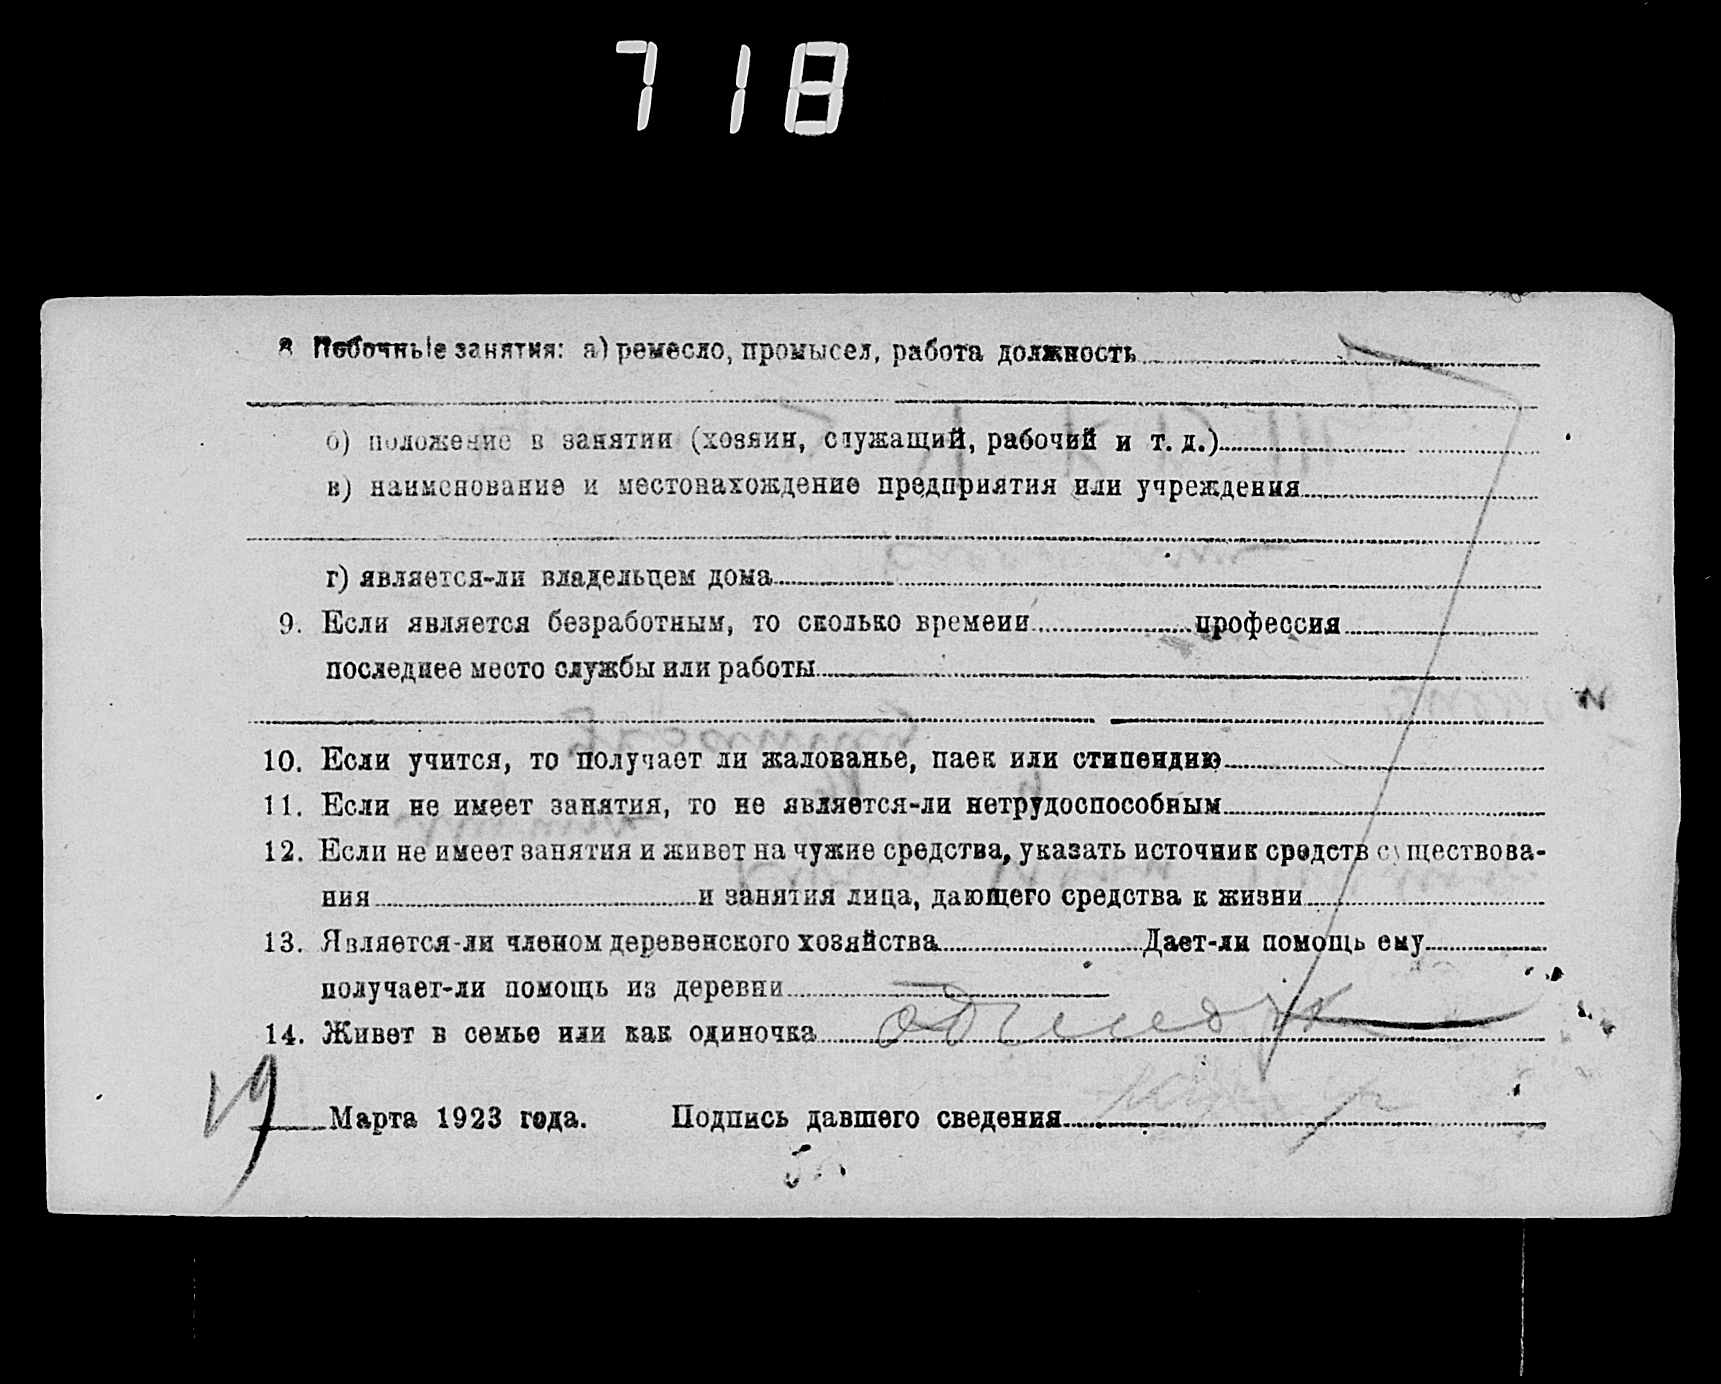 718
8 Побочные занятия: а) ремесло, промысел, работа должность
б) положение в занятии (хозяин, служащий, рабочий и т. д.)
в) наименование и местонахождение предприятия или учреждения
г) является-ли владельцем дома
9. Если является безработным, то сколько времени профессия
последнее место службы или работы
10. Если учится, то получает ли жалованье, паек или стипендию
11. Если не имеет занятия, то не является-ли нетрудоспособным
12. Если не имеет занятия и живет на чужие средства, указать источник средств существова-
ния и занятия лица, дающего средства к жизни
13. Является-ли членом деревенского хозяйства Дает-ли помощь ему
получает-ли помощь из деревни
14. Живет в семье или как одиночка
19 Марта 1923 года. Подпись давшего сведения